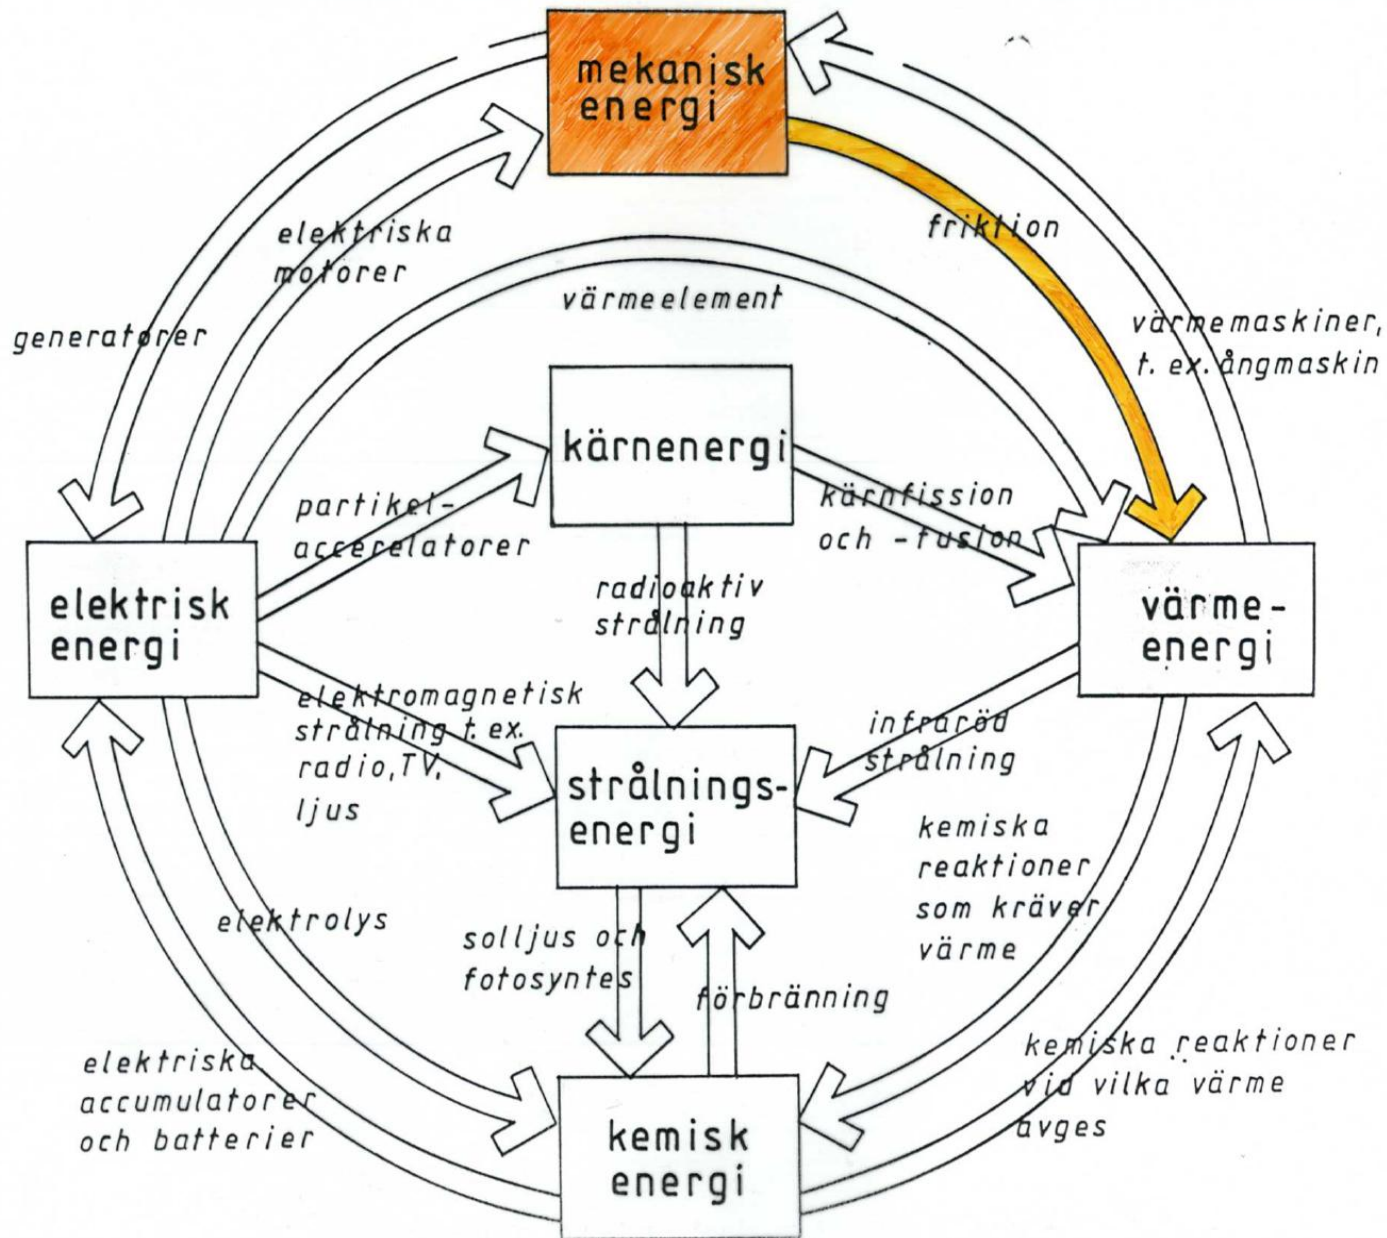 mekanisk
energi
friktion
elektriska
motorer
värmeelement
generatorer
värmemaskiner,
t. ex. ångmaskin
kärnenergi
partikel-
accerelatorer
kärnfission
och -fusion
radioaktiv
strålning
elektrisk
energi
värme-
energi
elektromagnetisk
strålning t. ex.
radio, TV,
ljus
infraröd
strålning
strålnings-
energi
kemiska
reaktioner
som kräver
värme
elektrolys
solljus och
fotosyntes
förbränning
elektriska
accumulatorer
och batterier
kemiska reaktioner
vid vilka värme
avges
kemisk
energi